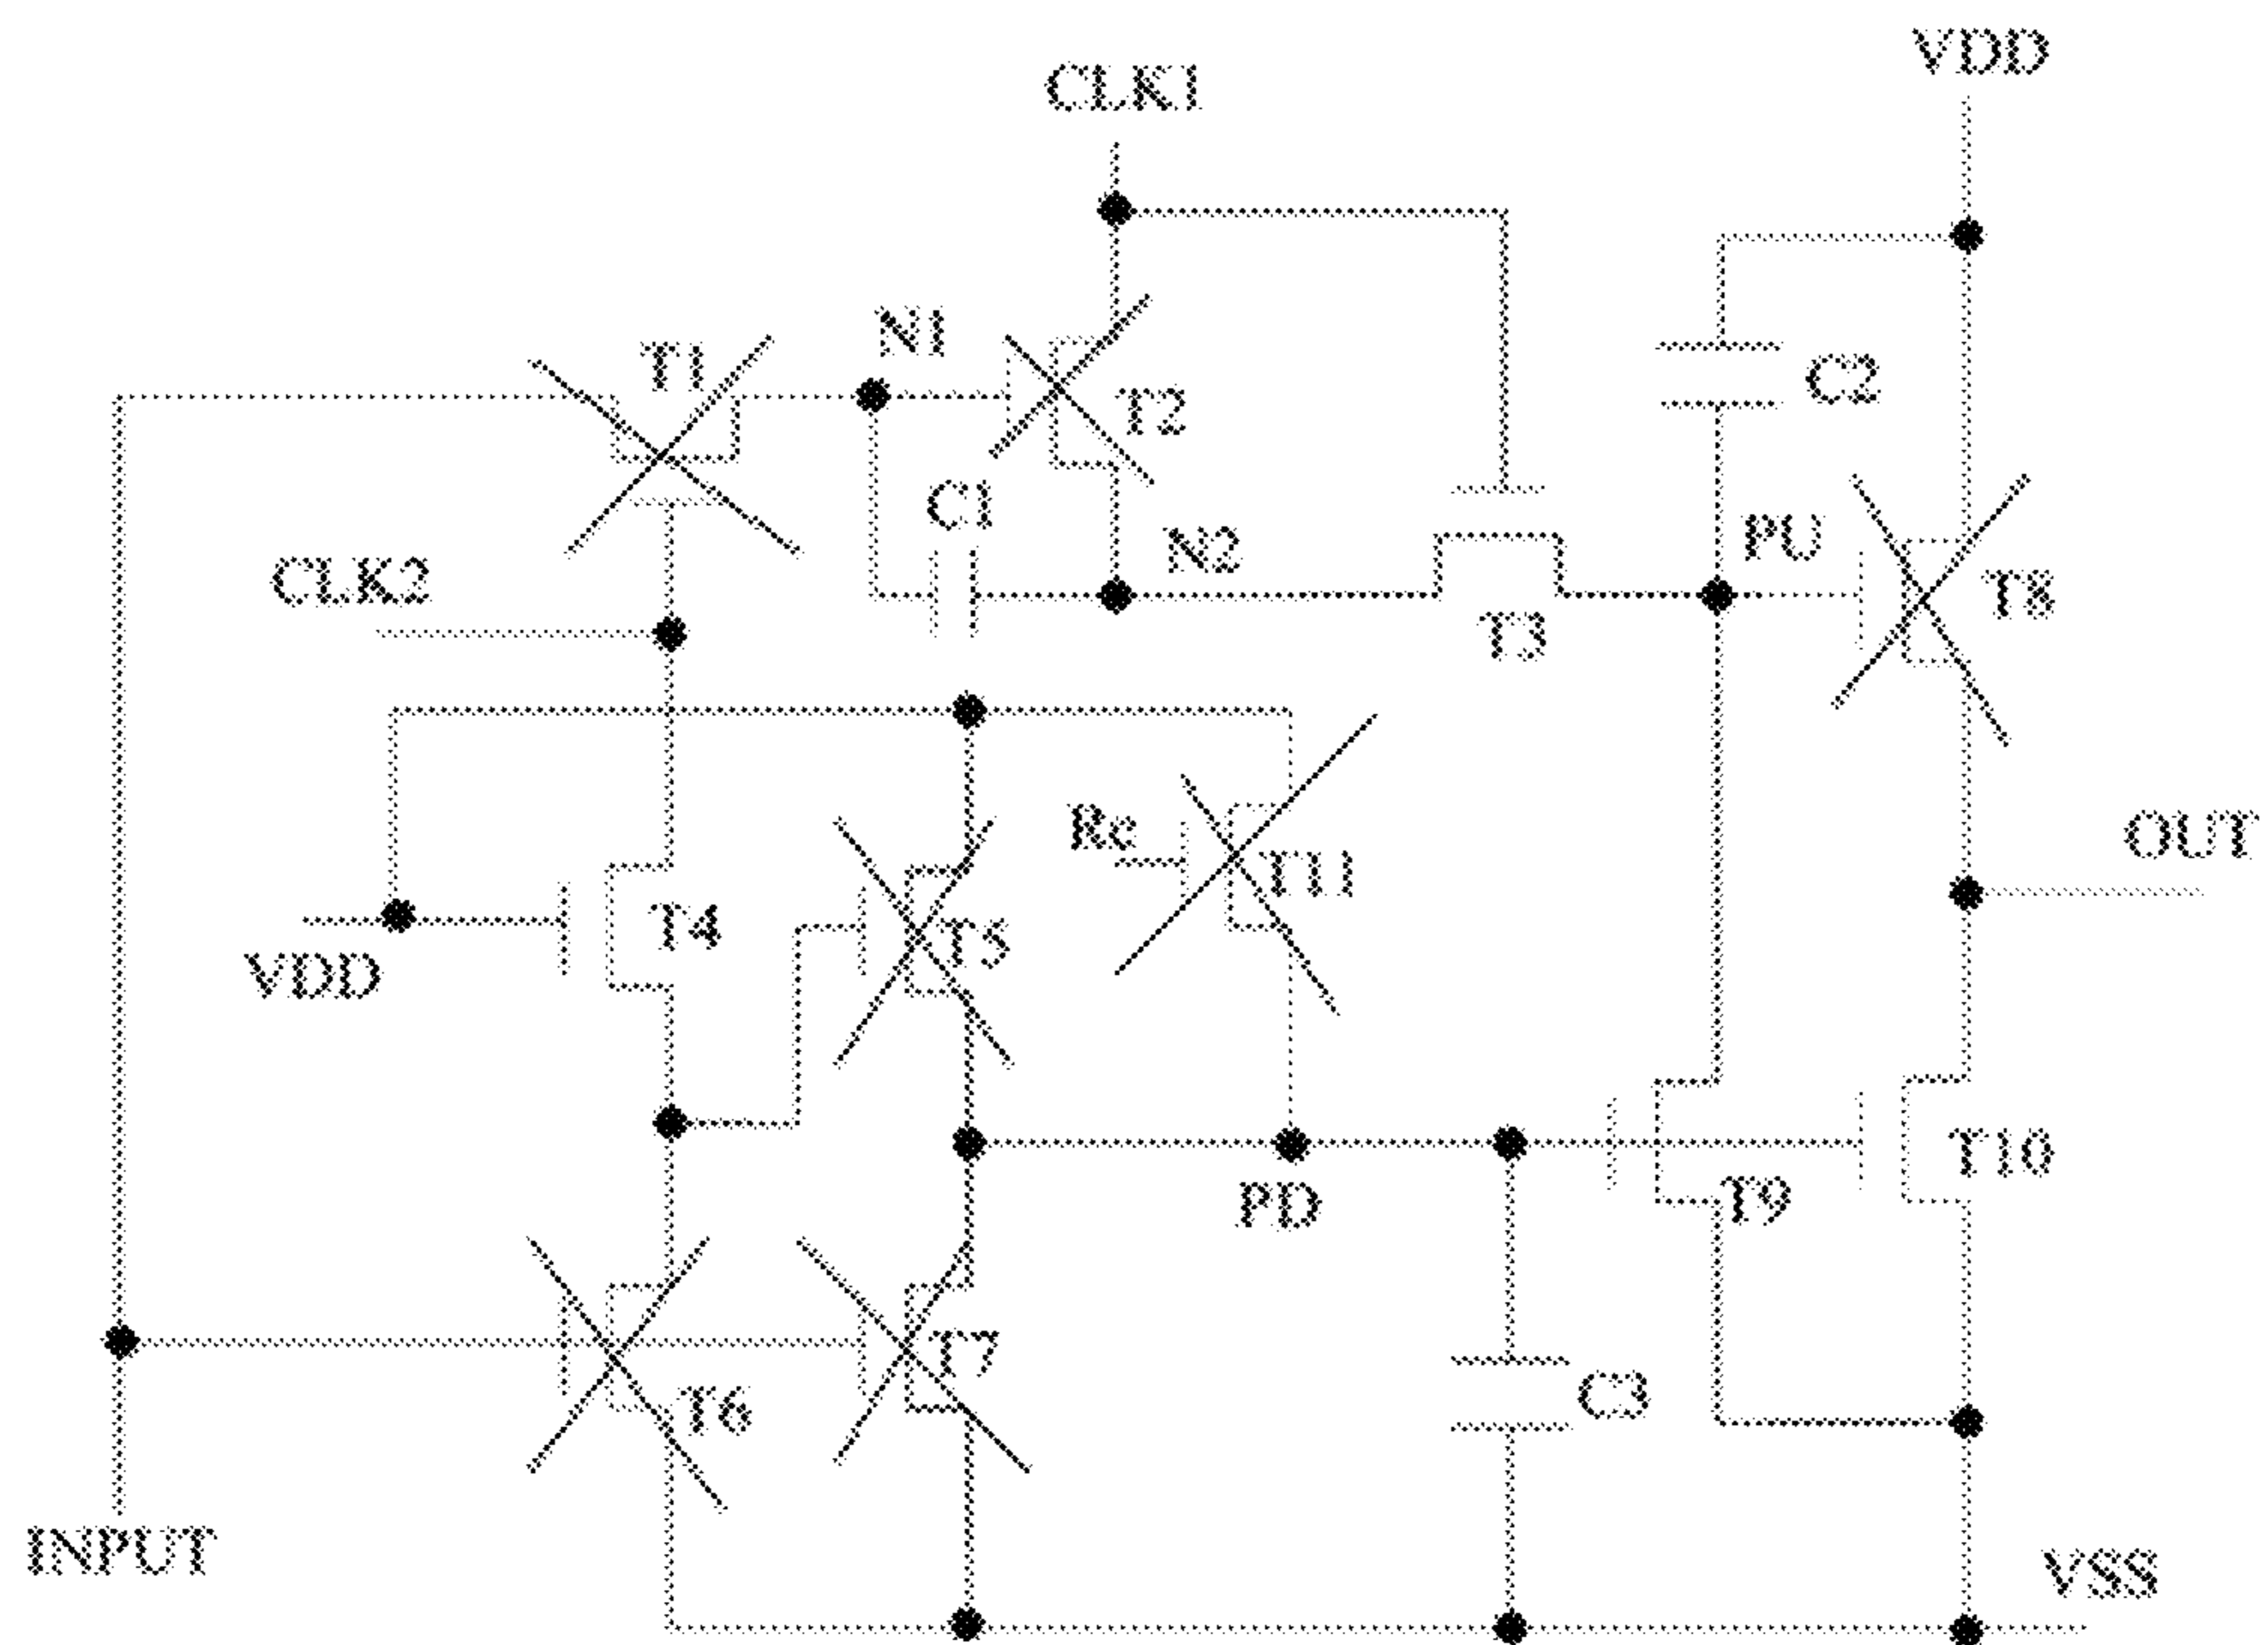 VDD
CLK1
N1
T1
C2
T2
C1
PU
N2
CLK2
T8
T3
Re
OUT
T11
T4
T5
VDD
T10
PD
T9
T7
C3
T6
INPUT
VSS